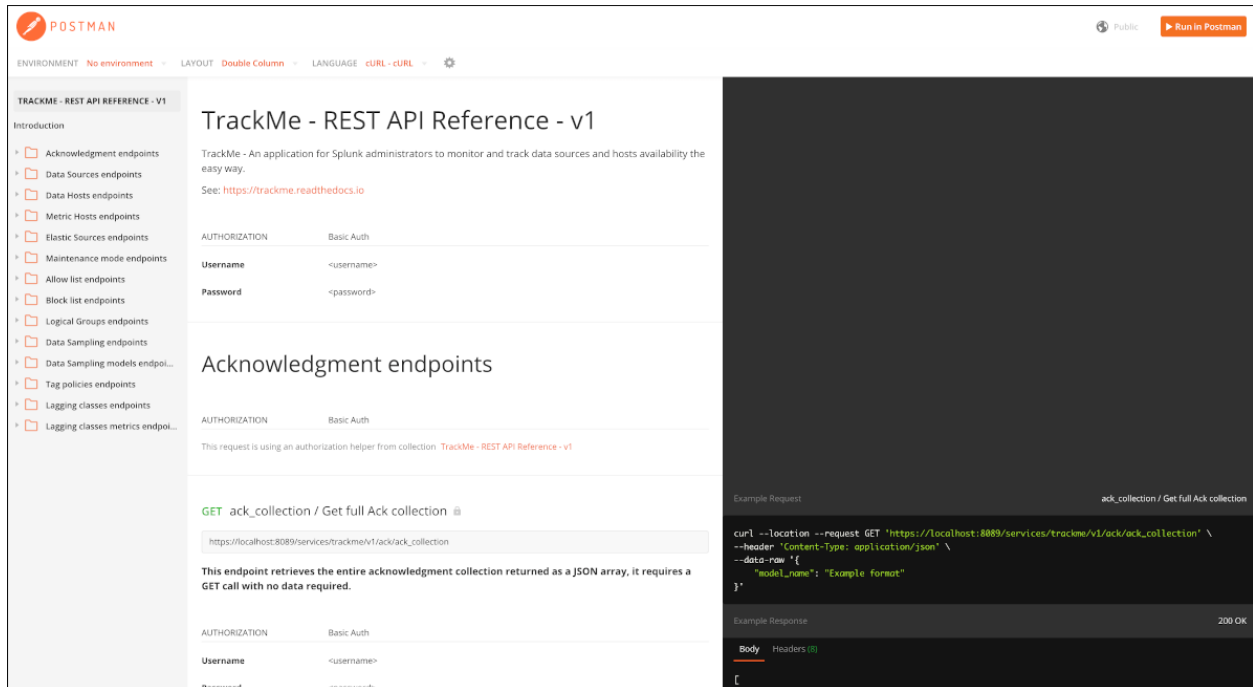 POSTMAN
Public
Run in Postman
ENVIRONMENT No environment LAYOUT Double Column LANGUAGE cURL - cURL
TRACKME - REST API REFERENCE - V1
Introduction
Acknowledgment endpoints
Data Sources endpoints
Data Hosts endpoints
Metric Hosts endpoints
Elastic Sources endpoints
Maintenance mode endpoints
Allow list endpoints
Block list endpoints
Logical Groups endpoints
Data Sampling endpoints
Data Sampling models endpoi...
Tag policies endpoints
Lagging classes endpoints
Lagging classes metrics endpoi...
TrackMe - REST API Reference - v1
TrackMe - An application for Splunk administrators to monitor and track data sources and hosts availability the
easy way.
See: https://trackme.readthedocs.io
AUTHORIZATION Basic Auth
Username <username>
Password <password>
Acknowledgment endpoints
AUTHORIZATION Basic Auth
This request is using an authorization helper from collection TrackMe - REST API Reference - v1
GET ack_collection / Get full Ack collection
https://localhost:8089/services/trackme/v1/ack/ack_collection
This endpoint retrieves the entire acknowledgment collection returned as a JSON array, it requires a
GET call with no data required.
AUTHORIZATION Basic Auth
Username <username>
Example Request ack_collection / Get full Ack collection
curl --location --request GET 'https://localhost:8089/services/trackme/v1/ack/ack_collection' \
--header 'Content-Type: application/json' \
--data-raw '{
"model_name": "Example format"
}'
Example Response 200 OK
Body Headers (8)
[